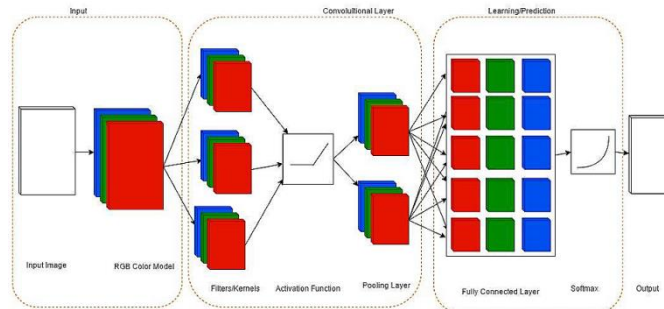 Input
Convolultional Layer
Learning/Prediction
Input Image
RGB Color Model
Filters/Kernels
Activation Function
Pooling Layer
Fully Connected Layer
Softmax
Output